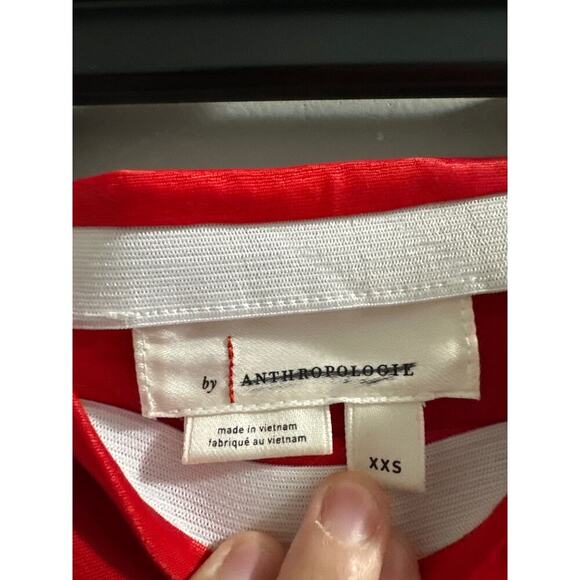 by ANTHROPOLOGIE
made in vietnam
fabriqué au vietnam
XXS